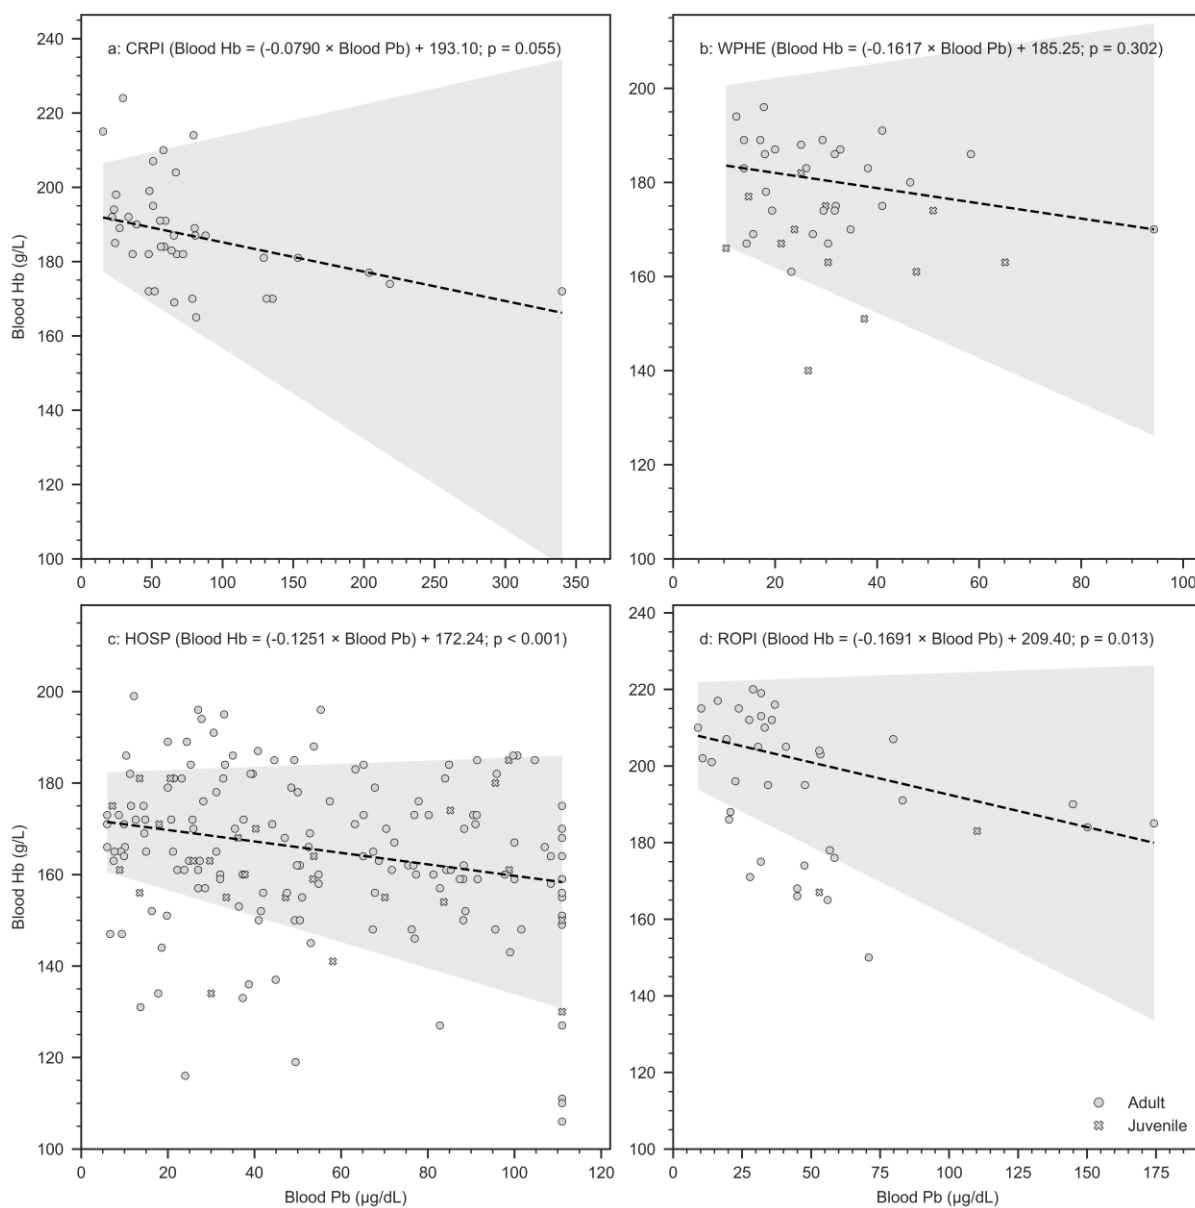 a: CRPI (Blood Hb = (-0.0790 × Blood Pb) + 193.10; p = 0.055)
240
220
200
180
160
140
120
100
Blood Hb (g/L)
0 50 100 150 200 250 300 350
b: WPHE (Blood Hb = (-0.1617 × Blood Pb) + 185.25; p = 0.302)
200
180
160
140
120
100
0 20 40 60 80 100
c: HOSP (Blood Hb = (-0.1251 × Blood Pb) + 172.24; p < 0.001)
200
180
160
140
120
100
Blood Hb (g/L)
0 20 40 60 80 100 120
Blood Pb (µg/dL)
d: ROPI (Blood Hb = (-0.1691 × Blood Pb) + 209.40; p = 0.013)
240
220
200
180
160
140
120
100
Adult
Juvenile
0 25 50 75 100 125 150 175
Blood Pb (µg/dL)